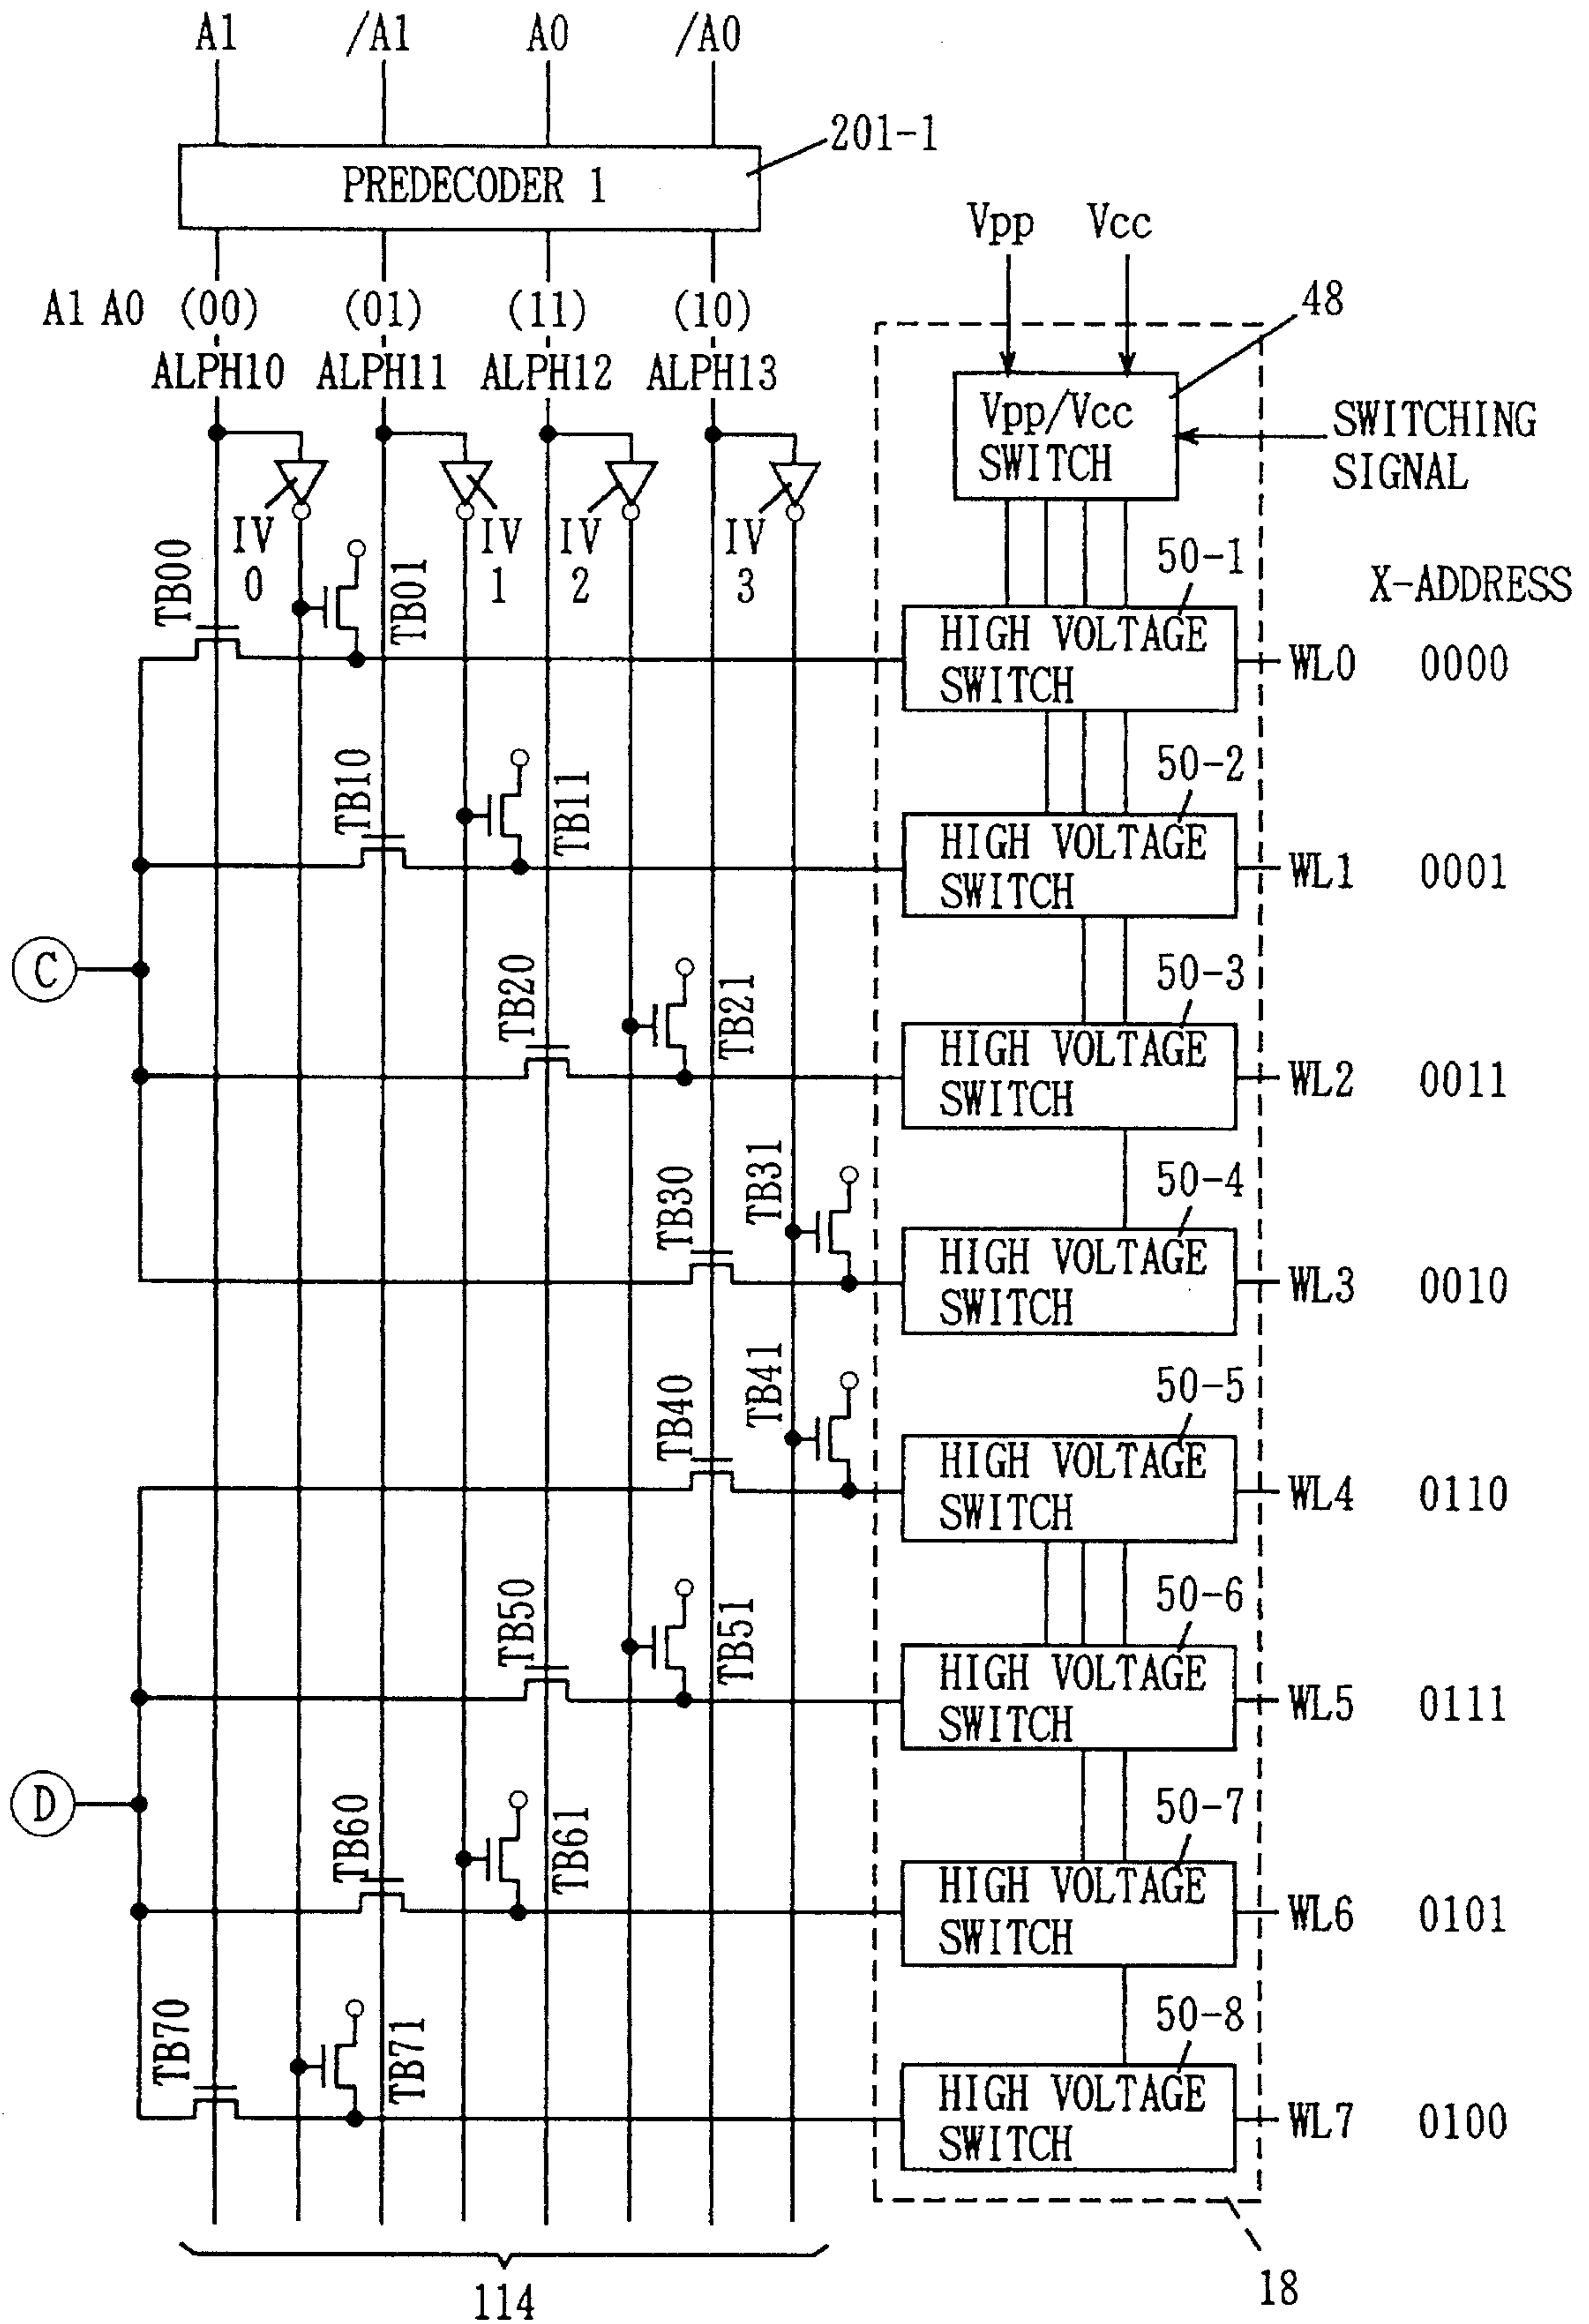 A1 /A1 A0 /A0
201-1
PREDECODER 1
Vpp Vcc
A1 A0 (00) (01) (11) (10)
48
ALPH10 ALPH11 ALPH12 ALPH13
Vpp/Vcc
SWITCH
SWITCHING
SIGNAL
IV
0
IV
1
IV
2
IV
3
TB00
TB01
50-1
X-ADDRESS
HIGH VOLTAGE
SWITCH
WL0 0000
TB10
TB11
50-2
HIGH VOLTAGE
SWITCH
WL1 0001
C
TB20
TB21
50-3
HIGH VOLTAGE
SWITCH
WL2 0011
TB30
TB31
50-4
HIGH VOLTAGE
SWITCH
WL3 0010
TB40
TB41
50-5
HIGH VOLTAGE
SWITCH
WL4 0110
TB50
TB51
50-6
HIGH VOLTAGE
SWITCH
WL5 0111
D
TB60
TB61
50-7
HIGH VOLTAGE
SWITCH
WL6 0101
TB70
TB71
50-8
HIGH VOLTAGE
SWITCH
WL7 0100
114
18